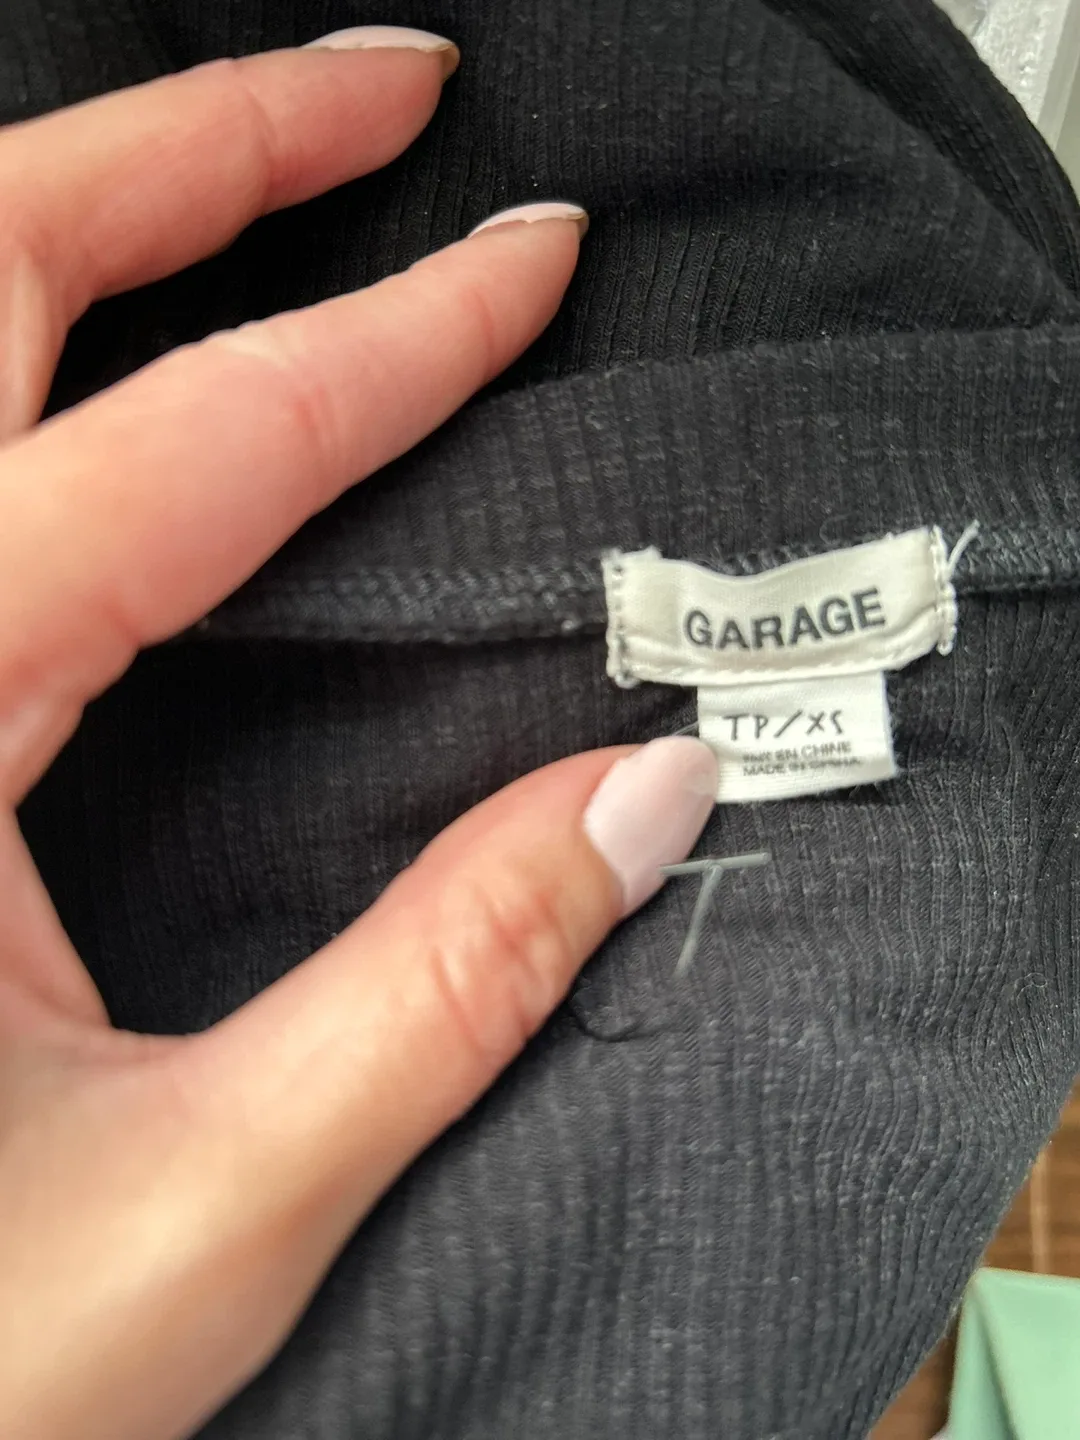 GARAGE
TP/XS
FAIT EN CHINE
MADE IN CHINA